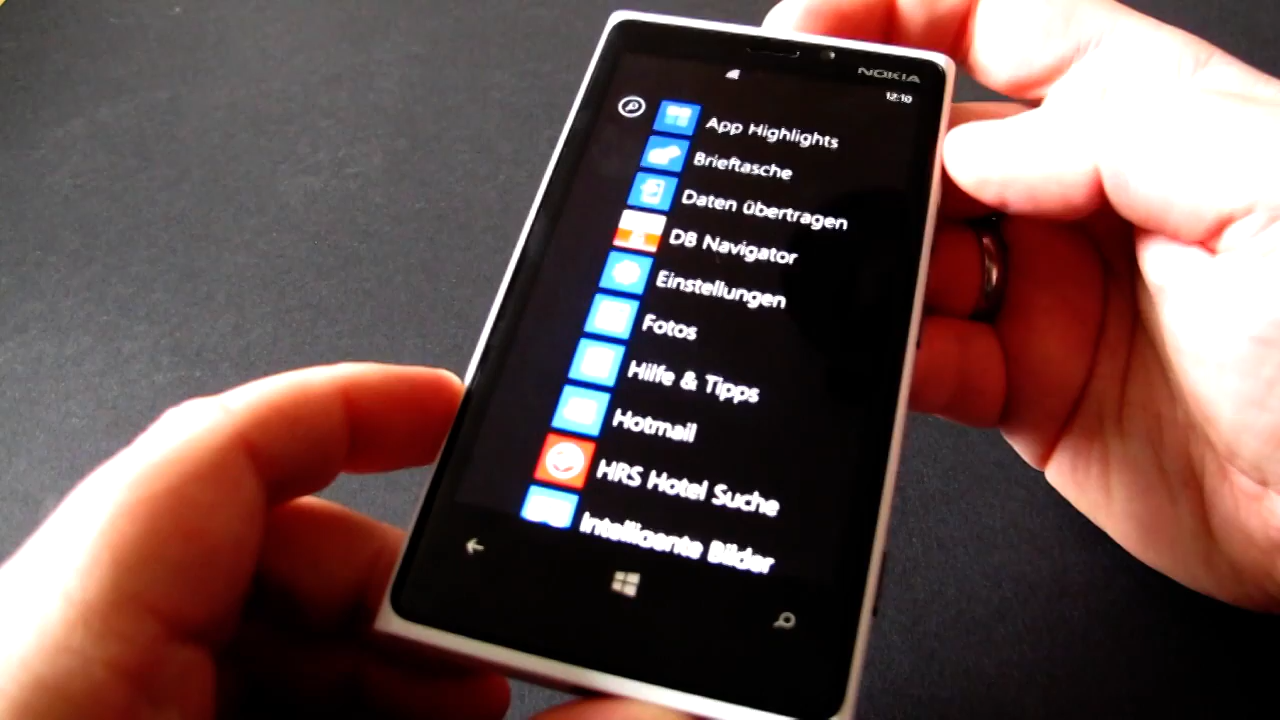 NOKIA
12:10
App Highlights
Brieftasche
Daten übertragen
DB Navigator
Einstellungen
Fotos
Hilfe & Tipps
Hotmail
HRS Hotel Suche
Intelligente Bilder